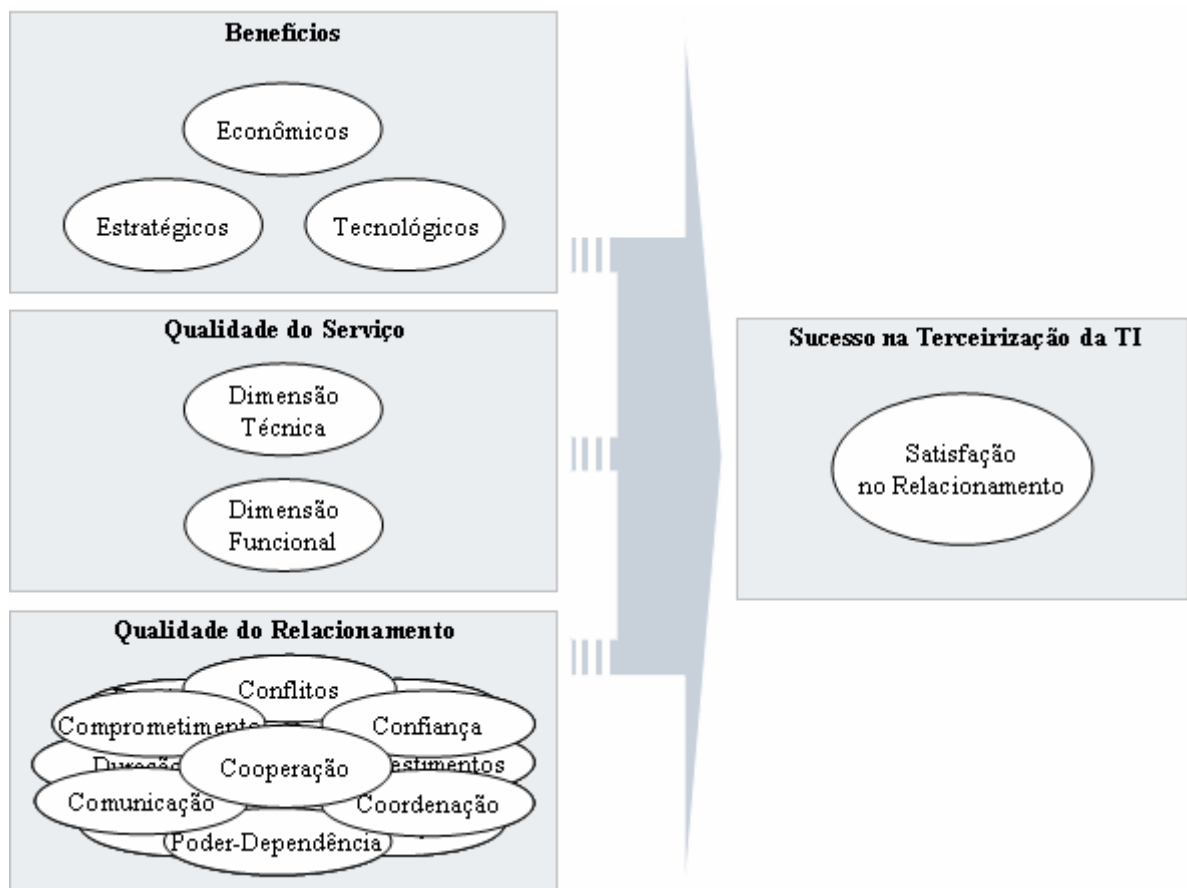 Benefícios
Econômicos
Estratégicos
Tecnológicos
Qualidade do Serviço
Dimensão
Técnica
Dimensão
Funcional
Sucesso na Terceirização da TI
Satisfação
no Relacionamento
Qualidade do Relacionamento
Conflitos
Comprometimento
Confiança
Cooperação
Comunicação
Coordenação
Poder-Dependência